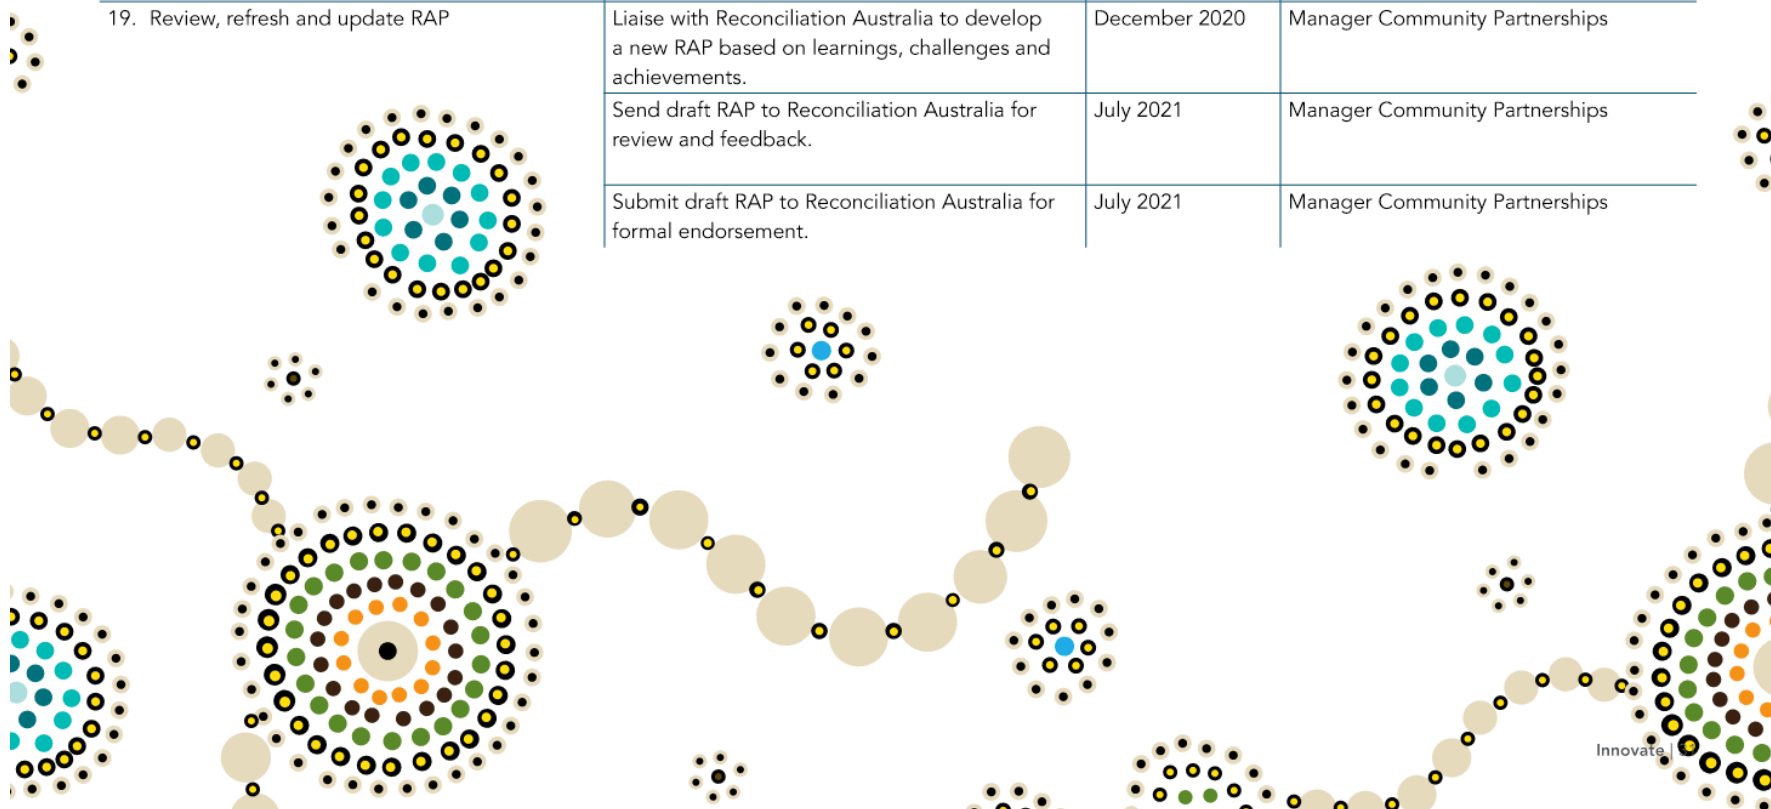 19. Review, refresh and update RAP
Liaise with Reconciliation Australia to develop
a new RAP based on learnings, challenges and
achievements.
December 2020
Manager Community Partnerships
Send draft RAP to Reconciliation Australia for
review and feedback.
July 2021
Manager Community Partnerships
Submit draft RAP to Reconciliation Australia for
formal endorsement.
July 2021
Manager Community Partnerships
Innovate |